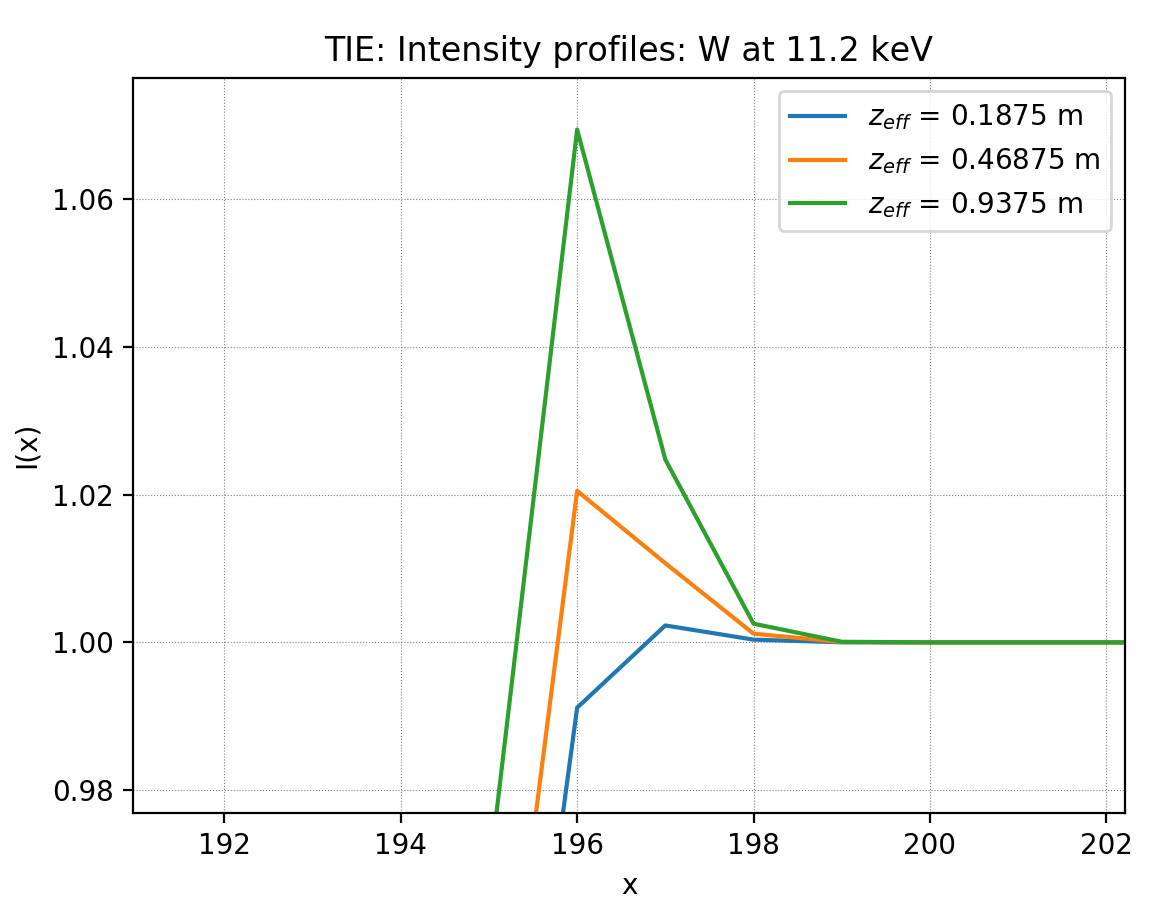 TIE: Intensity profiles: W at 11.2 keV
z_eff = 0.1875 m
z_eff = 0.46875 m
z_eff = 0.9375 m
1.06
1.04
1.02
1.00
0.98
I(x)
192 194 196 198 200 202
x